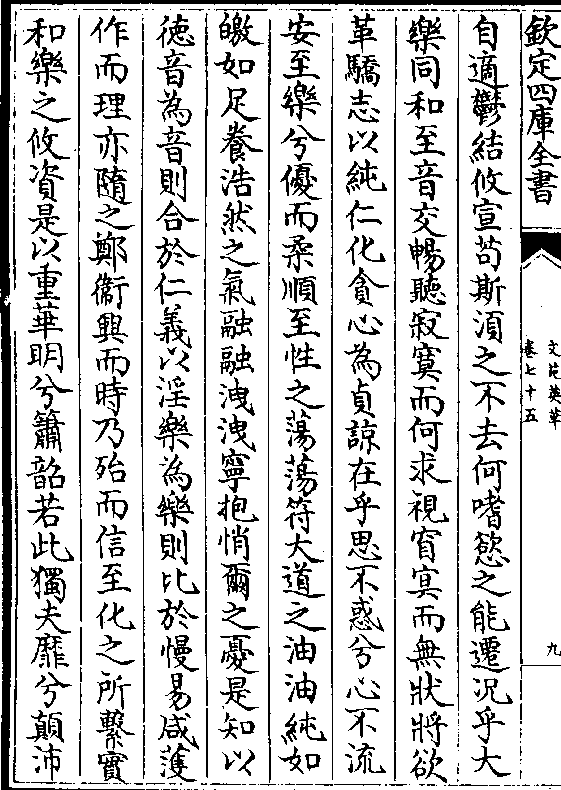 欽定四庫全書
文苑英華
卷七十五
九
自適鬱結攸宣苟斯須之不去何嗜慾之能遷況乎大
樂同和至音交暢聽寂寞而何求視窅冥而無狀將欲
革驕志以純仁化貪心為貞諒在乎思不惑兮心不流
安至樂兮優而柔順至性之蕩蕩符大道之油油純如
皦如足養浩然之氣融融洩洩寧抱悄爾之憂是知以
徳音為音則合於仁義以淫樂為樂則比於慢易咸頀
作而理亦隨之鄭衞興而時乃殆而信至化之所繫實
和樂之攸資是以重華明兮簫韶若此獨夫靡兮顛沛